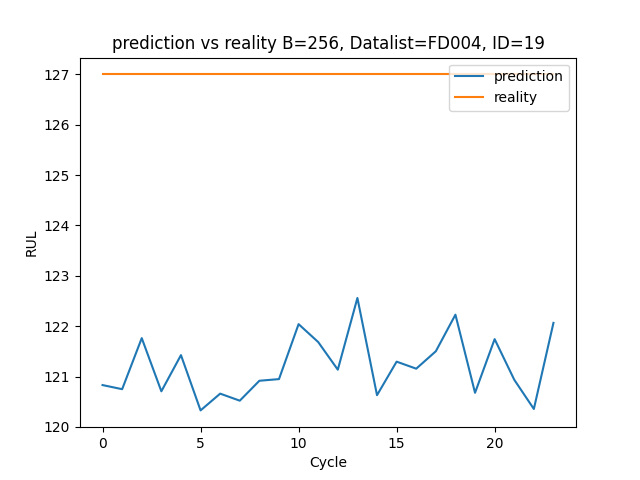 prediction vs reality B=256, Datalist=FD004, ID=19
127
126
125
124
123
122
121
120
RUL
0
5
10
15
20
Cycle
prediction
reality